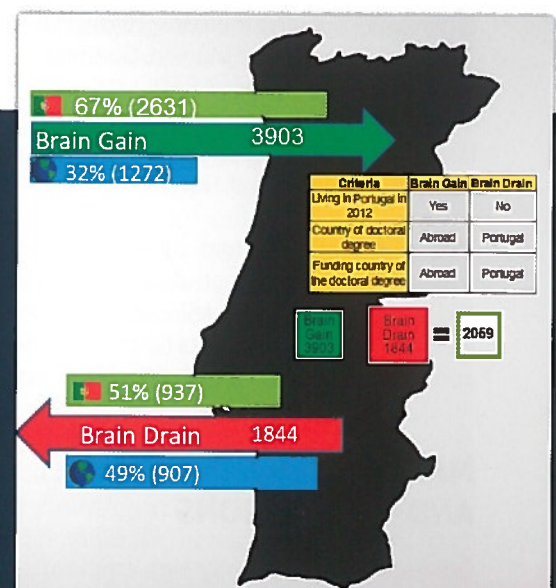 67% (2631)
Brain Gain 3903
32% (1272)
Criteria Brain Gain Brain Drain
Living in Portugal in
2012
Yes No
Country of doctoral
degree
Abroad Portugal
Funding country of
the doctoral degree
Abroad Portugal
Brain
Gain
3903
Brain
Drain
1844
= 2069
51% (937)
Brain Drain 1844
49% (907)